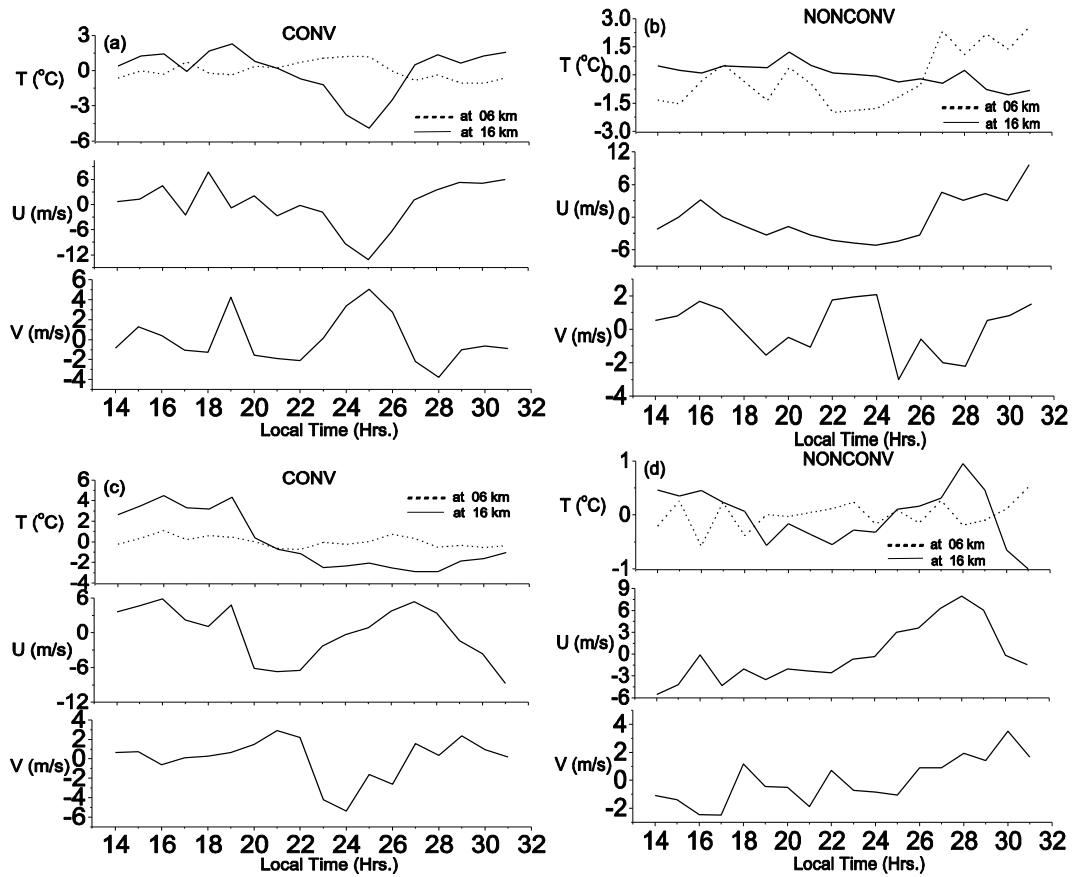 (a)
CONV
T (°C)
3
0
-3
-6
at 06 km
at 16 km
U (m/s)
6
0
-6
-12
V (m/s)
6
4
2
0
-2
-4
14 16 18 20 22 24 26 28 30 32
Local Time (Hrs.)
(b)
NONCONV
T (°C)
3.0
1.5
0.0
-1.5
-3.0
at 06 km
at 16 km
U (m/s)
12
6
0
-6
V (m/s)
2
0
-2
-4
14 16 18 20 22 24 26 28 30 32
Local Time (Hrs.)
(c)
CONV
T (°C)
6
4
2
0
-2
-4
at 06 km
at 16 km
U (m/s)
6
0
-6
-12
V (m/s)
4
2
0
-2
-4
-6
14 16 18 20 22 24 26 28 30 32
Local Time (Hrs.)
(d)
NONCONV
T (°C)
1
0
-1
at 06 km
at 16 km
U (m/s)
9
6
3
0
-3
-6
V (m/s)
4
2
0
-2
14 16 18 20 22 24 26 28 30 32
Local Time (Hrs.)